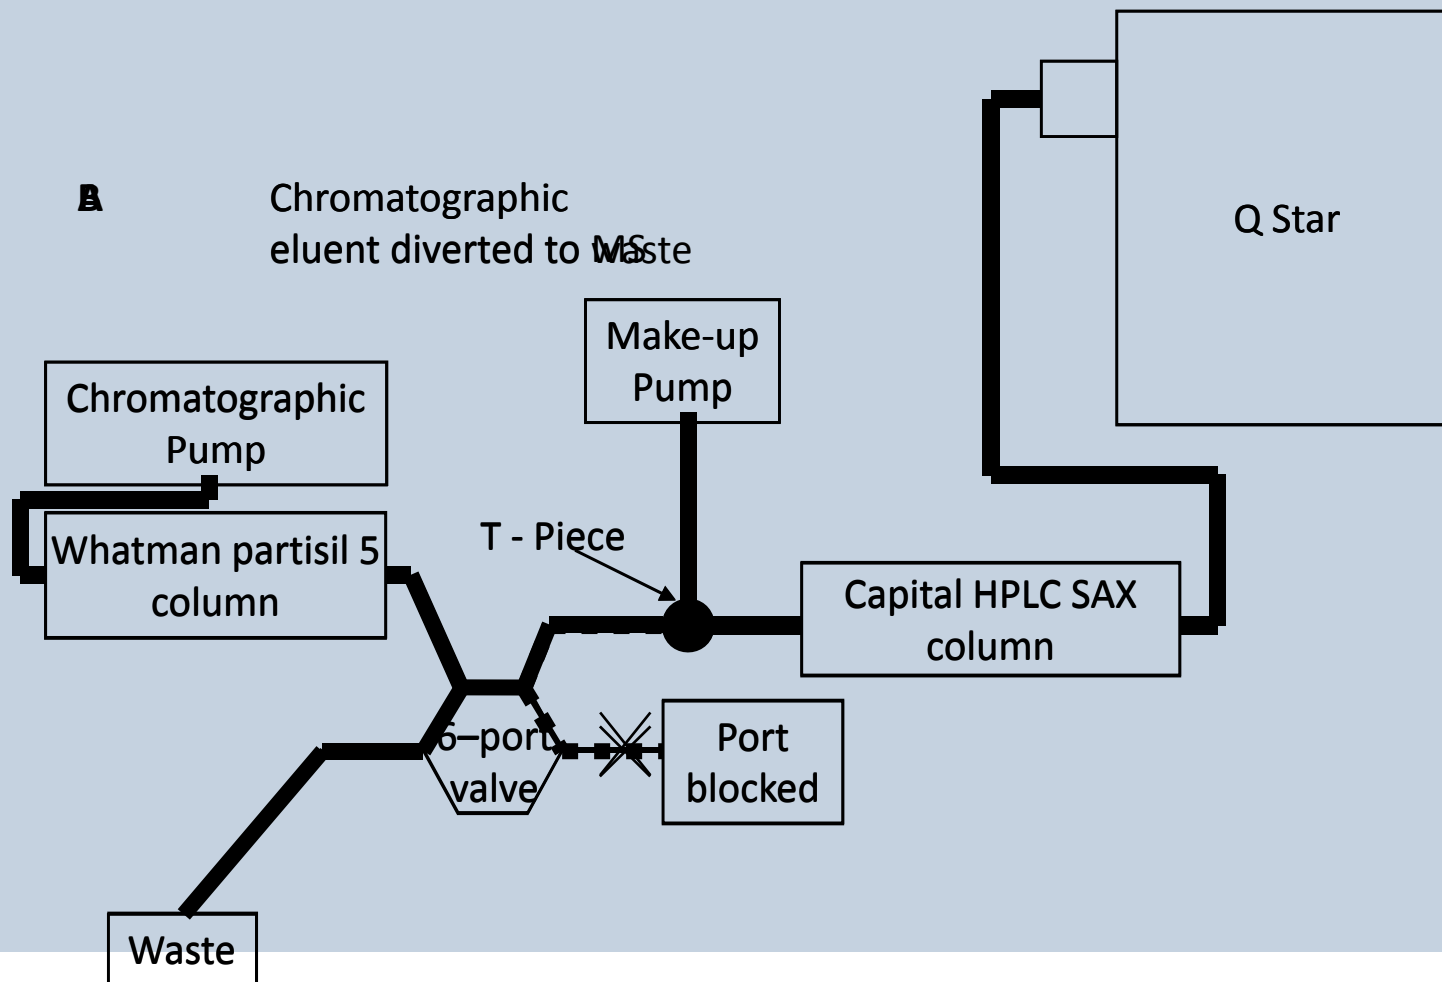 Chromatographic
eluent diverted to
Q Star
Make-up
Pump
Chromatographic
Pump
T - Piece
Whatman partisil 5
column
Capital HPLC SAX
column
6–port
valve
Port
blocked
Waste